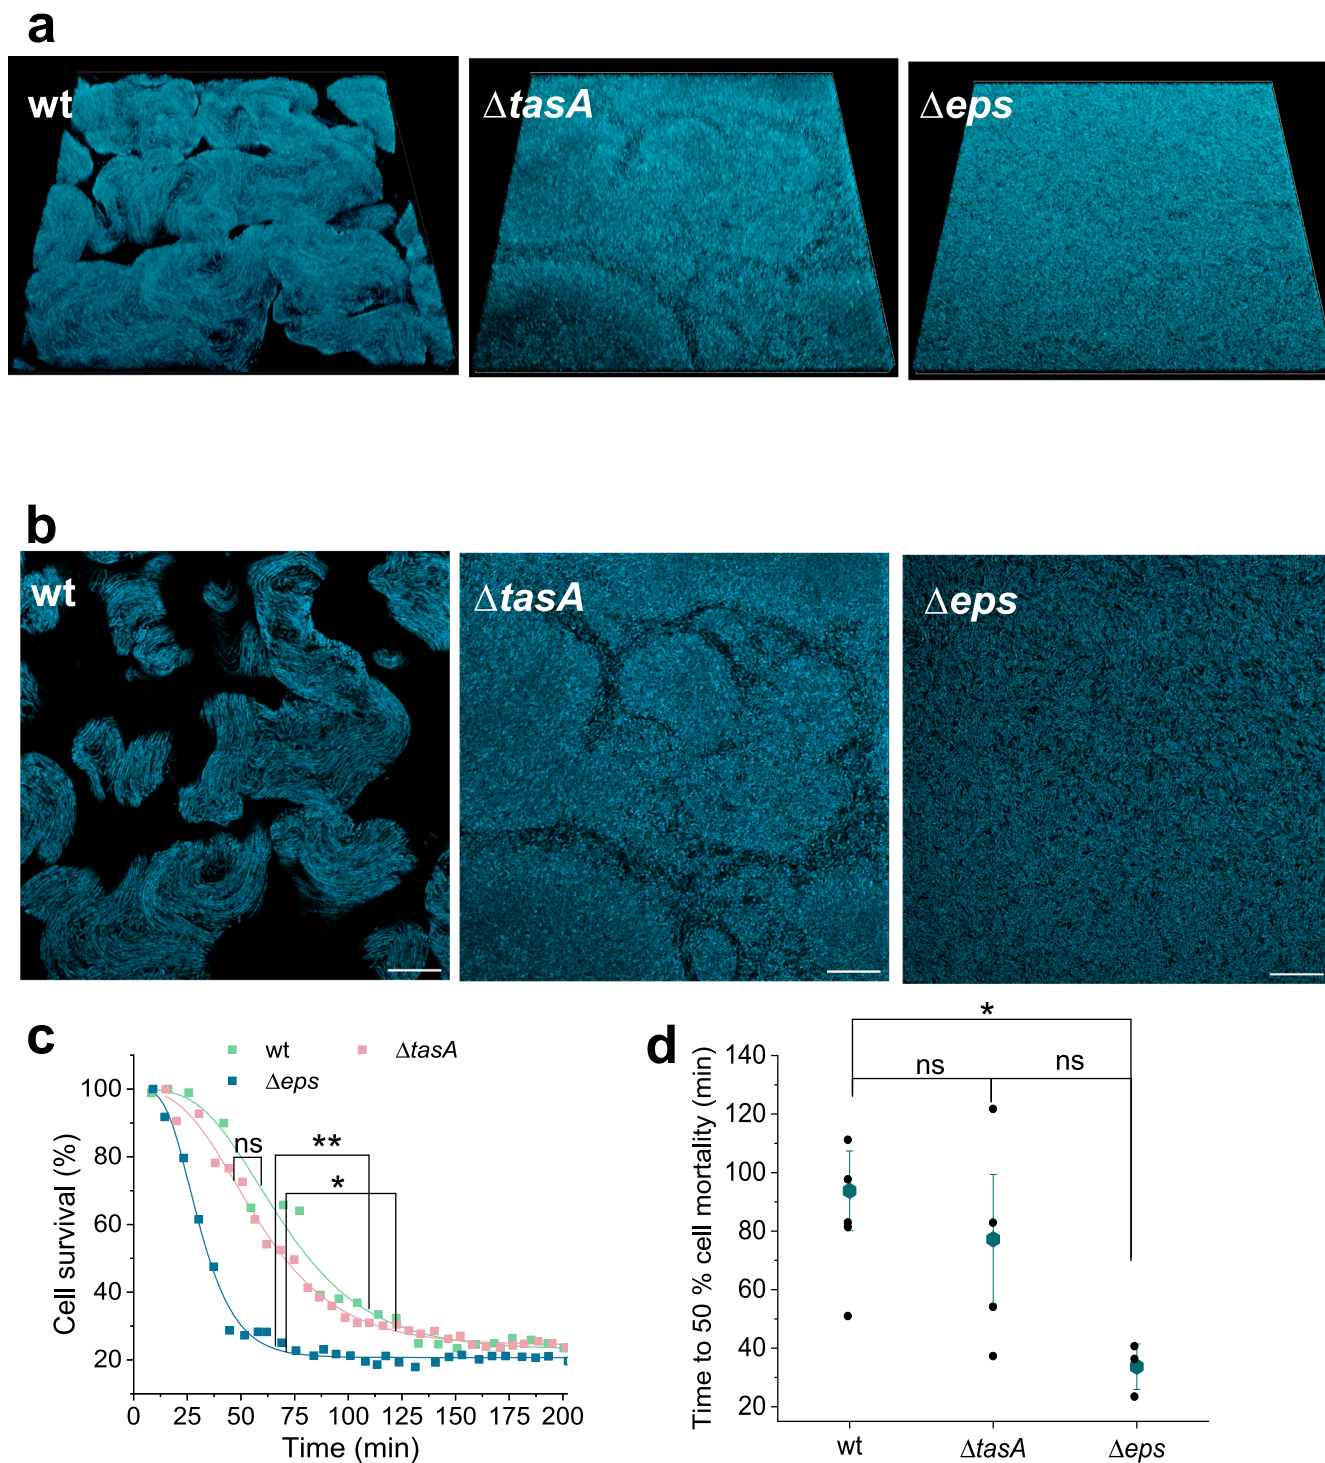 a
wt
ΔtasA
Δeps
b
wt
ΔtasA
Δeps
c
wt
ΔtasA
Δeps
Cell survival (%)
100
80
60
40
20
ns
**
*
0
25
50
75
100
125
150
175
200
Time (min)
d
Time to 50 % cell mortality (min)
140
120
100
80
60
40
20
*
ns
ns
wt
ΔtasA
Δeps